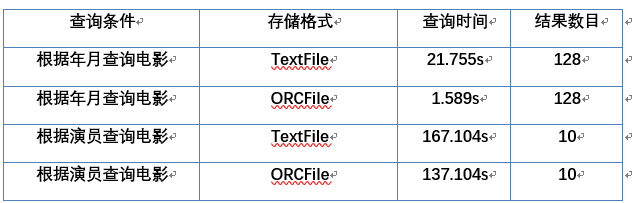 查询条件 存储格式 查询时间 结果数目
根据年月查询电影 TextFile 21.755s 128
根据年月查询电影 ORCFile 1.589s 128
根据演员查询电影 TextFile 167.104s 10
根据演员查询电影 ORCFile 137.104s 10